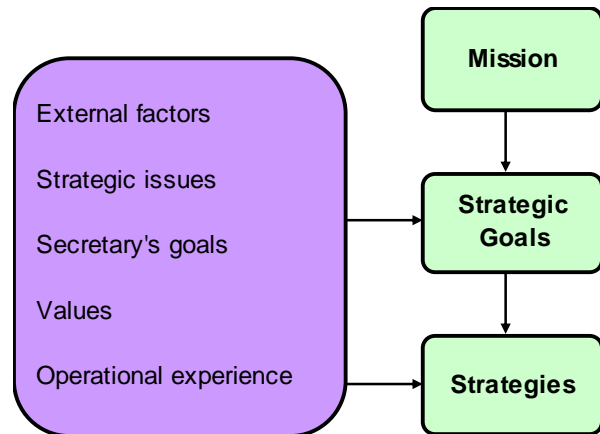 External factors
Strategic issues
Secretary's goals
Values
Operational experience
Mission
Strategic
Goals
Strategies